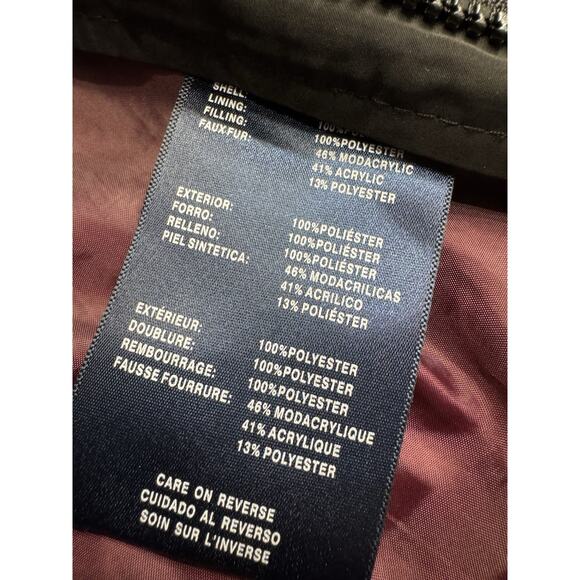 SHELL: 100%POLYESTER
LINING: 100%POLYESTER
FILLING: 100%POLYESTER
FAUX-FUR: 46% MODACRYLIC
41% ACRYLIC
13% POLYESTER
EXTERIOR: 100%POLIÉSTER
FORRO: 100%POLIÉSTER
RELLENO: 100%POLIÉSTER
PIEL SINTETICA: 46% MODACRILICAS
41% ACRILICO
13% POLIÉSTER
EXTÉRIEUR: 100%POLYESTER
DOUBLURE: 100%POLYESTER
REMBOURRAGE: 100%POLYESTER
FAUSSE FOURRURE: 46% MODACRYLIQUE
41% ACRYLIQUE
13% POLYESTER
CARE ON REVERSE
CUIDADO AL REVERSO
SOIN SUR L'INVERSE